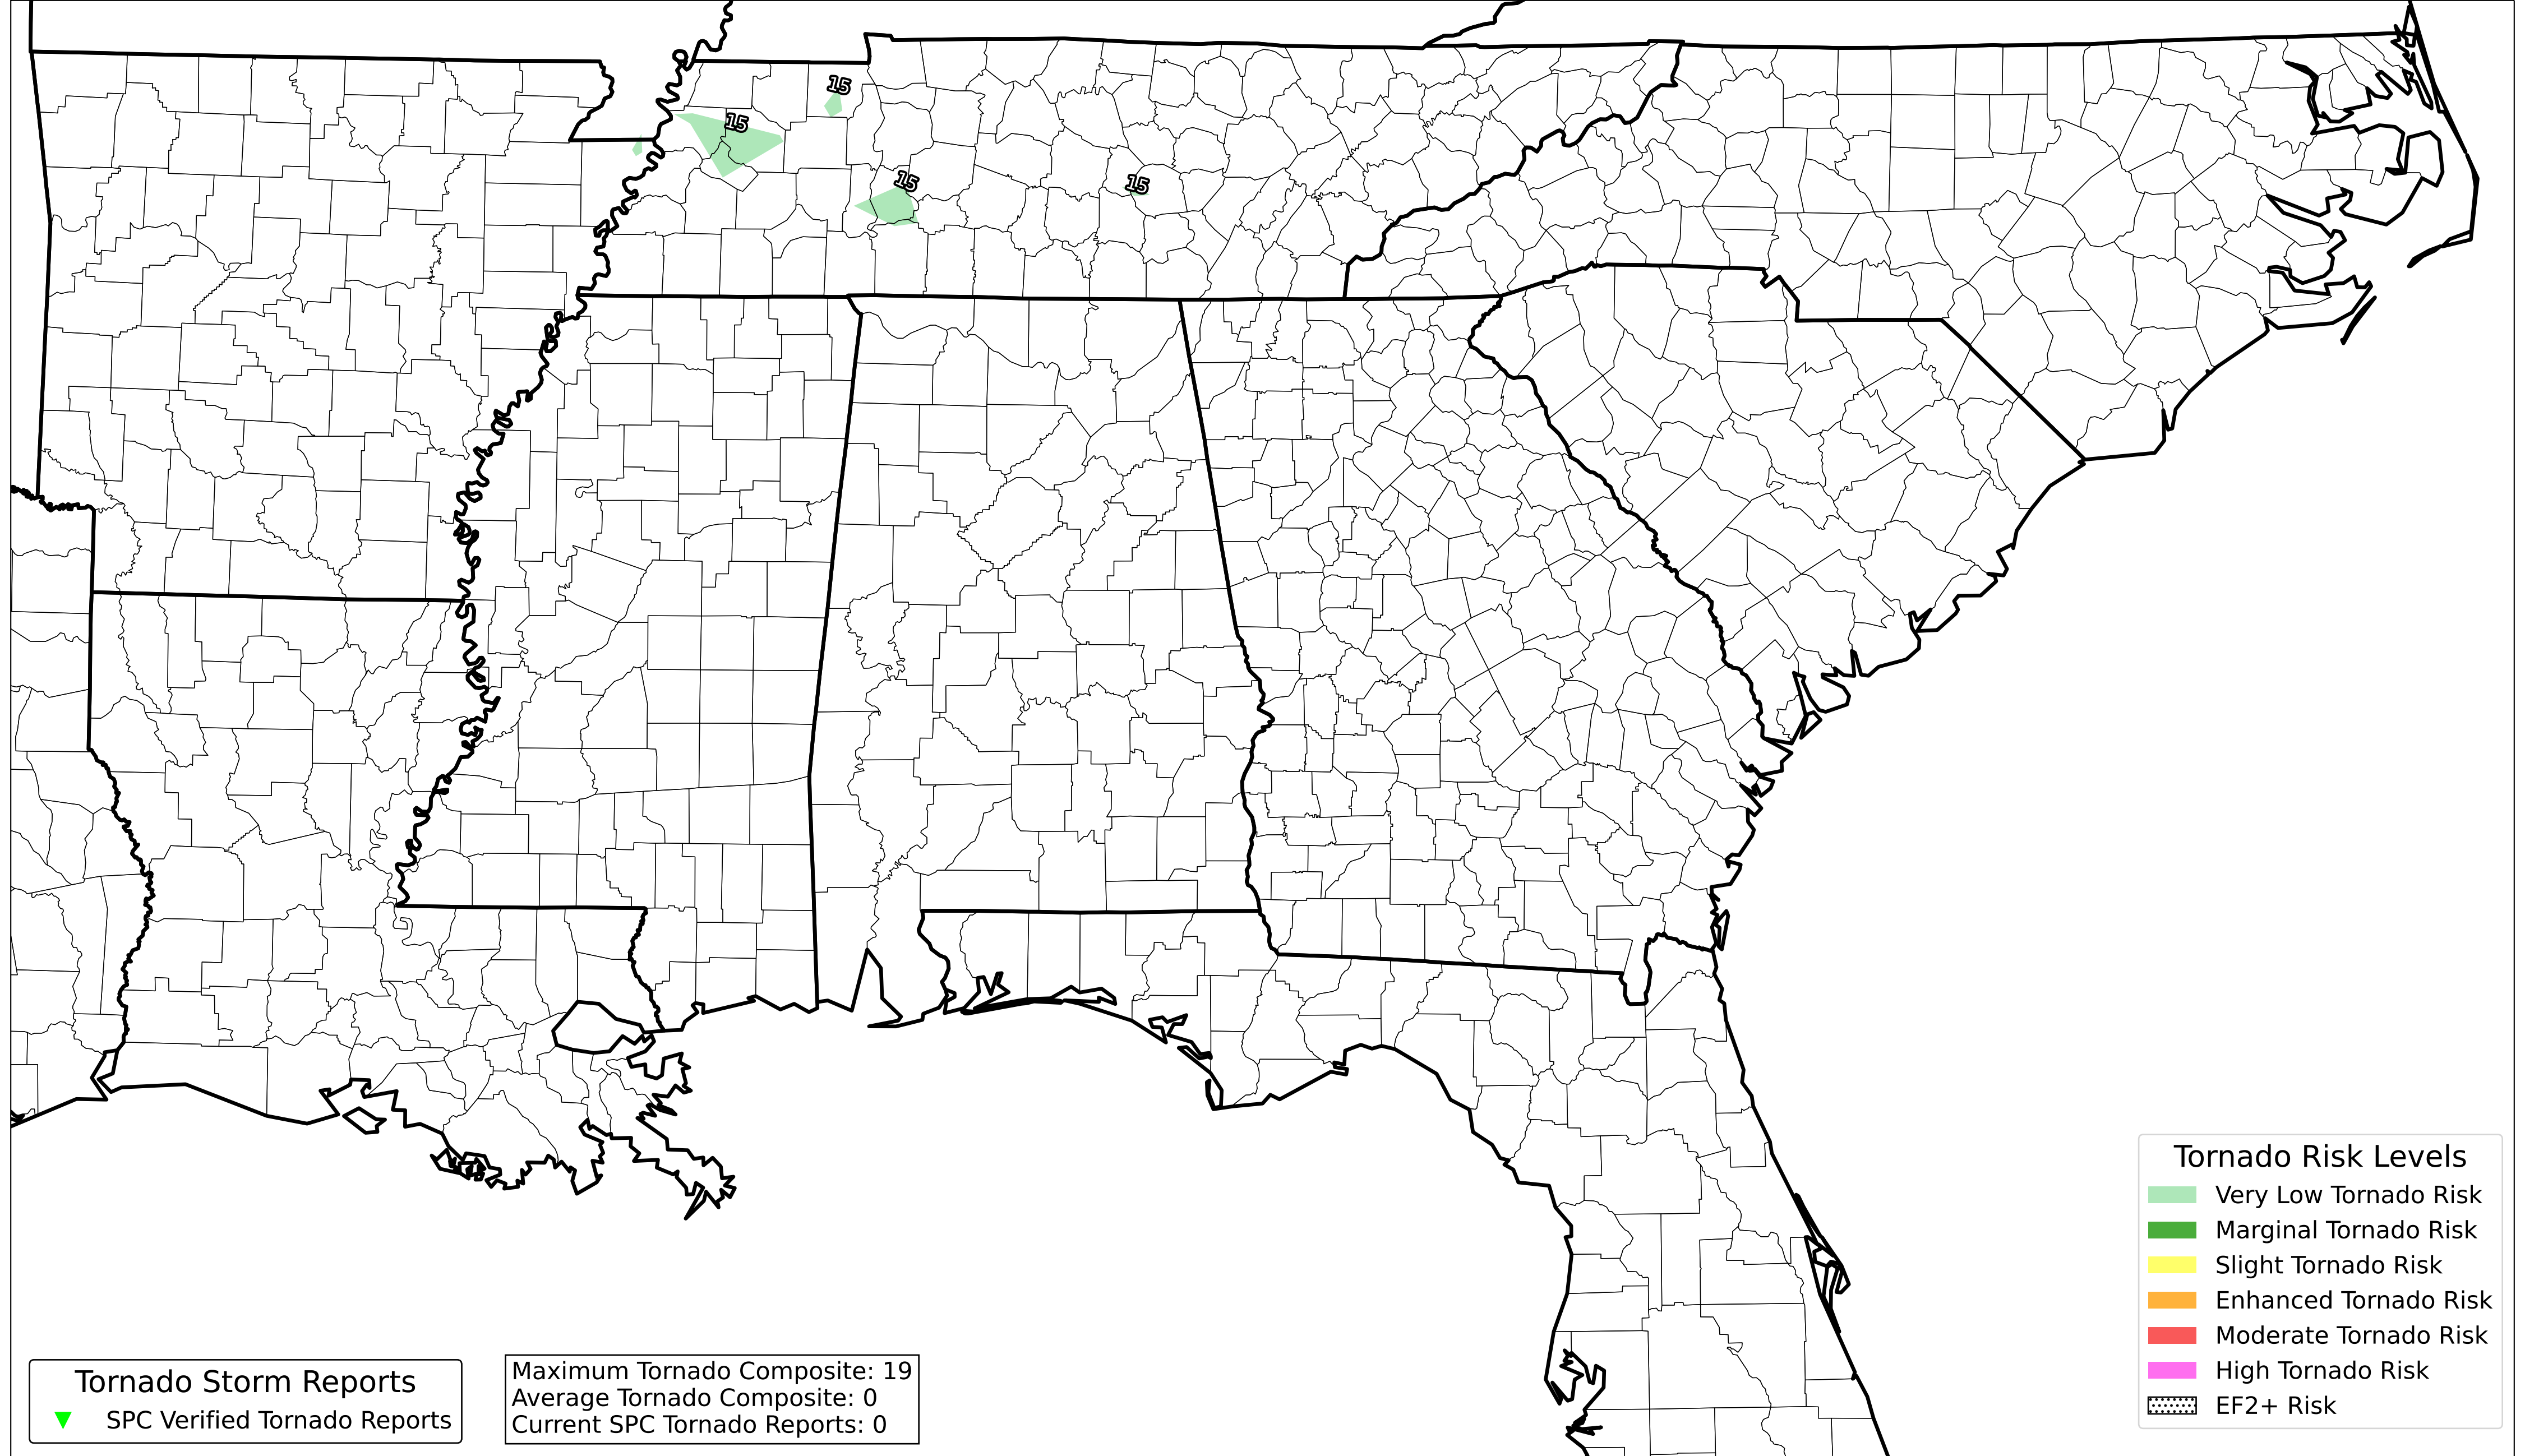 15
15
15
15
Tornado Risk Levels
Very Low Tornado Risk
Marginal Tornado Risk
Slight Tornado Risk
Enhanced Tornado Risk
Moderate Tornado Risk
High Tornado Risk
EF2+ Risk
Tornado Storm Reports
SPC Verified Tornado Reports
Maximum Tornado Composite: 19
Average Tornado Composite: 0
Current SPC Tornado Reports: 0